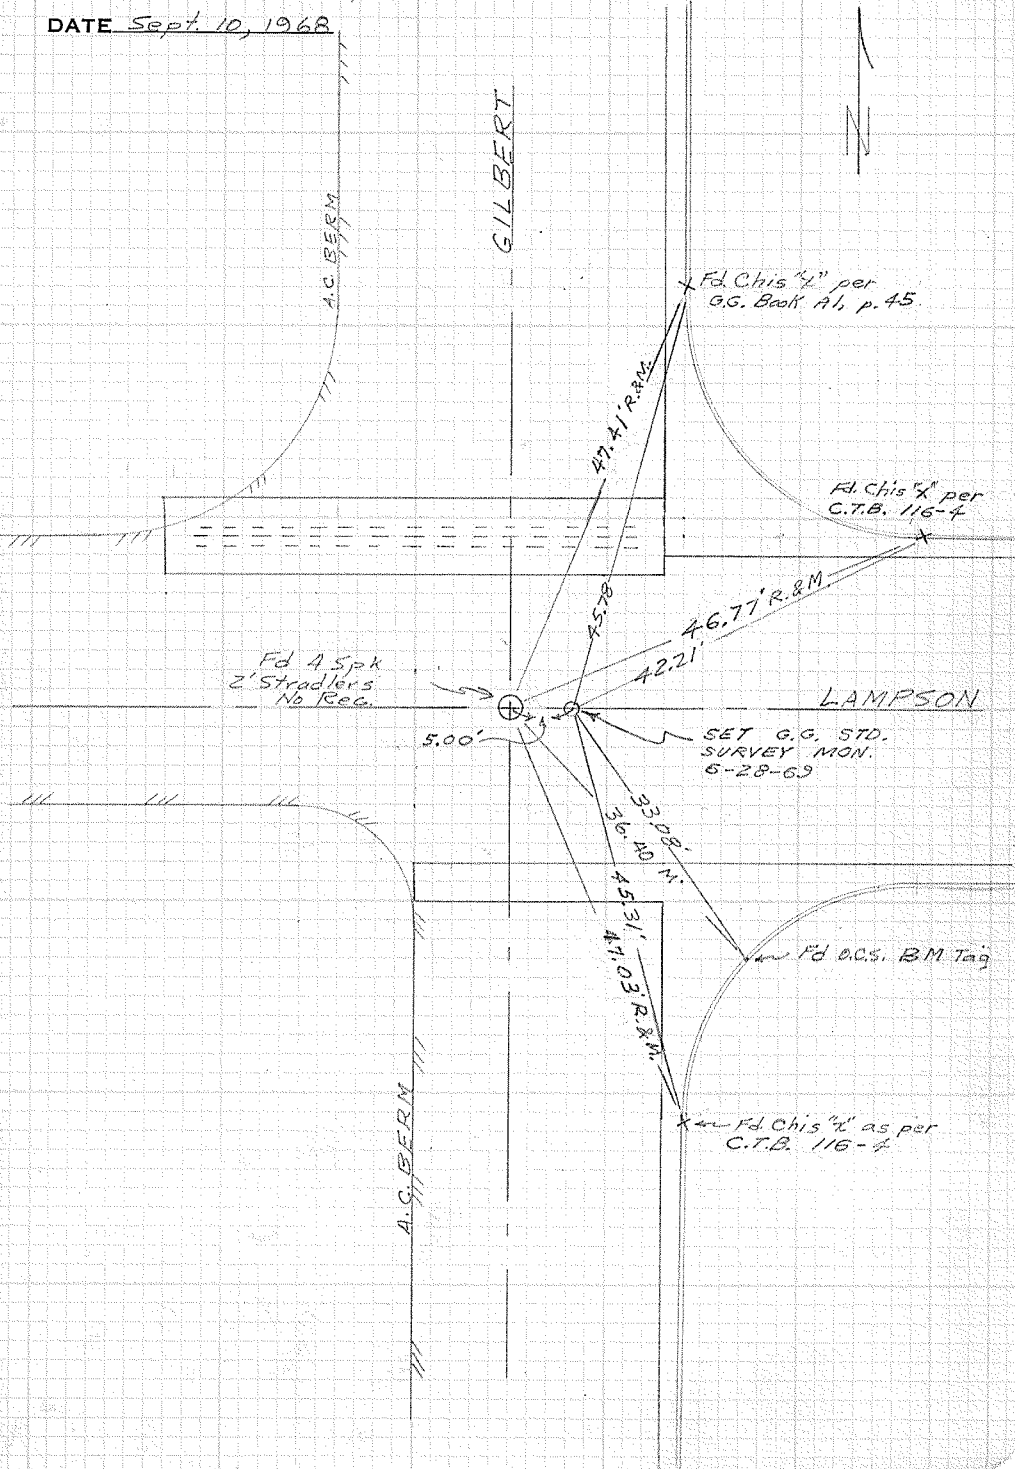 DATE Sept. 10, 1968
GILBERT
N
A.C. BERM
Fd. Chis "X" per
G.G. Book A1, p. 45
47.41' R.&M.
Fd. Chis "X" per
C.T.B. 116-4
45.78
46.77' R.&M.
42.21'
Fd 4 Spk
2' Stradlers
No Rec.
LAMPSON
5.00'
SET G.G. STD.
SURVEY MON.
33.08'
36.40 M.
45.31'
47.03' R.&M.
Fd O.C.S. BM Tag
A.C. BERM
Fd Chis "X" as per
C.T.B. 116-4